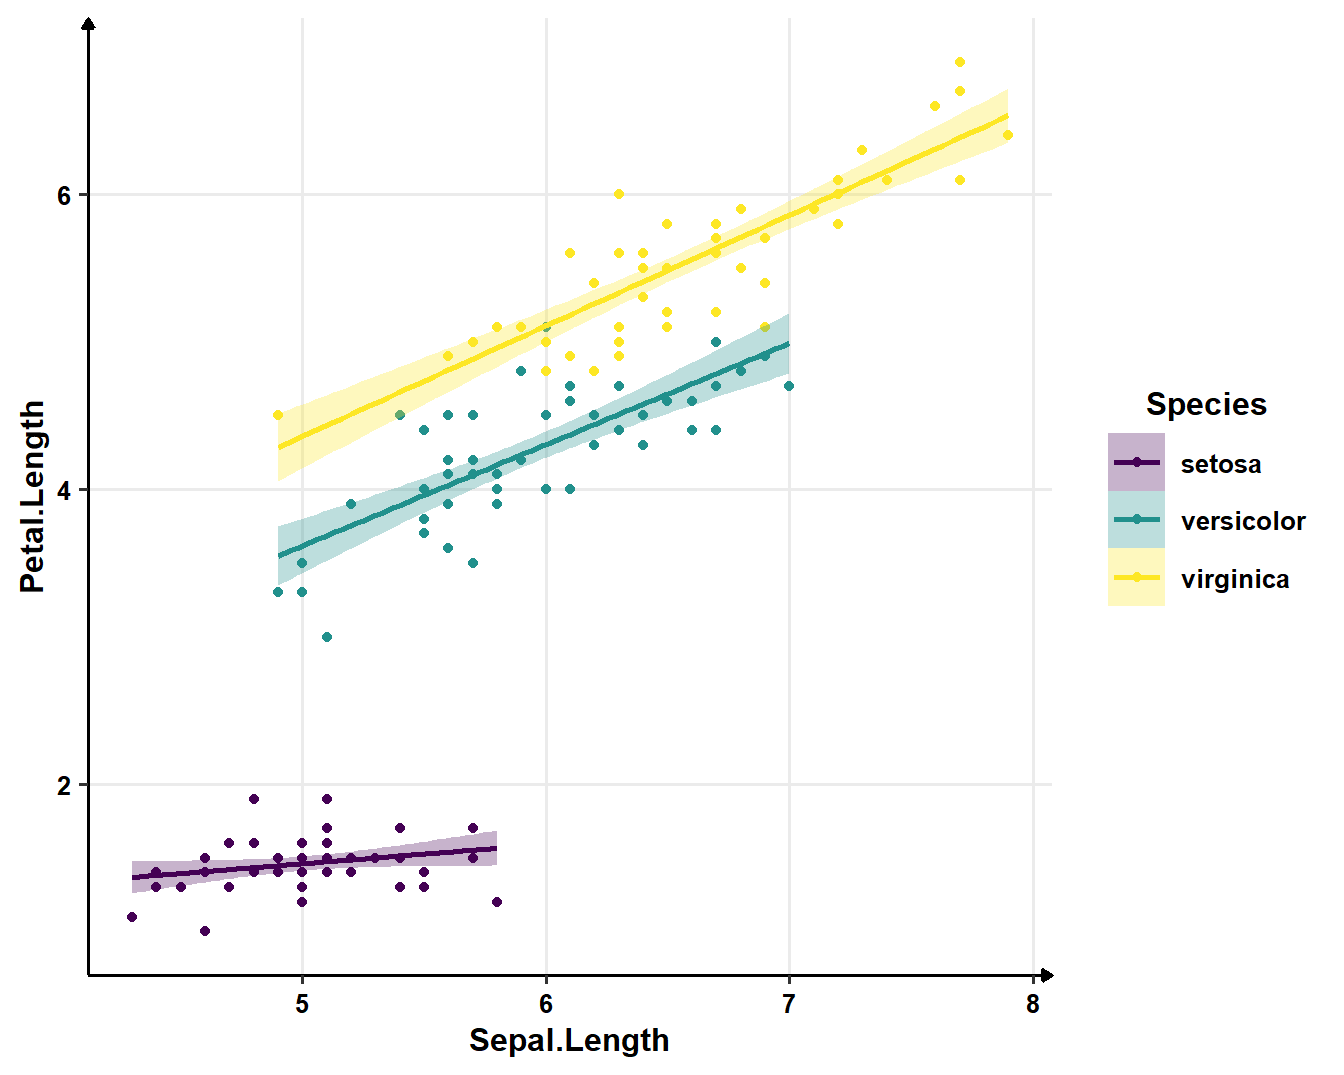 Petal.Length
6
4
2
5 6 7 8
Sepal.Length
Species
setosa
versicolor
virginica